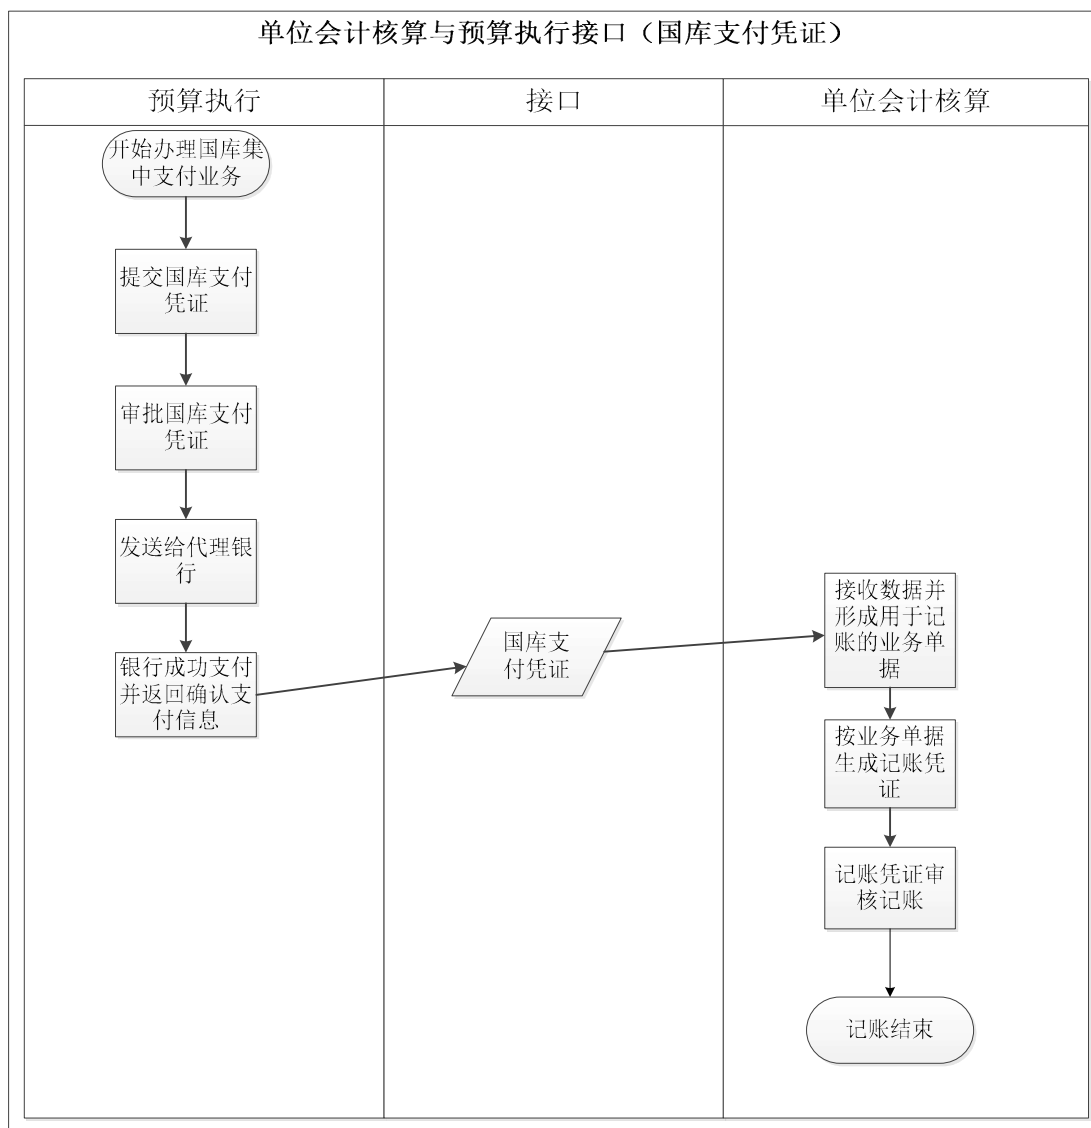 单位会计核算与预算执行接口（国库支付凭证）
预算执行
接口
单位会计核算
开始办理国库集
中支付业务
提交国库支付
凭证
审批国库支付
凭证
发送给代理银
行
银行成功支付
并返回确认支
付信息
国库支
付凭证
接收数据并
形成用于记
账的业务单
据
按业务单据
生成记账凭
证
记账凭证审
核记账
记账结束